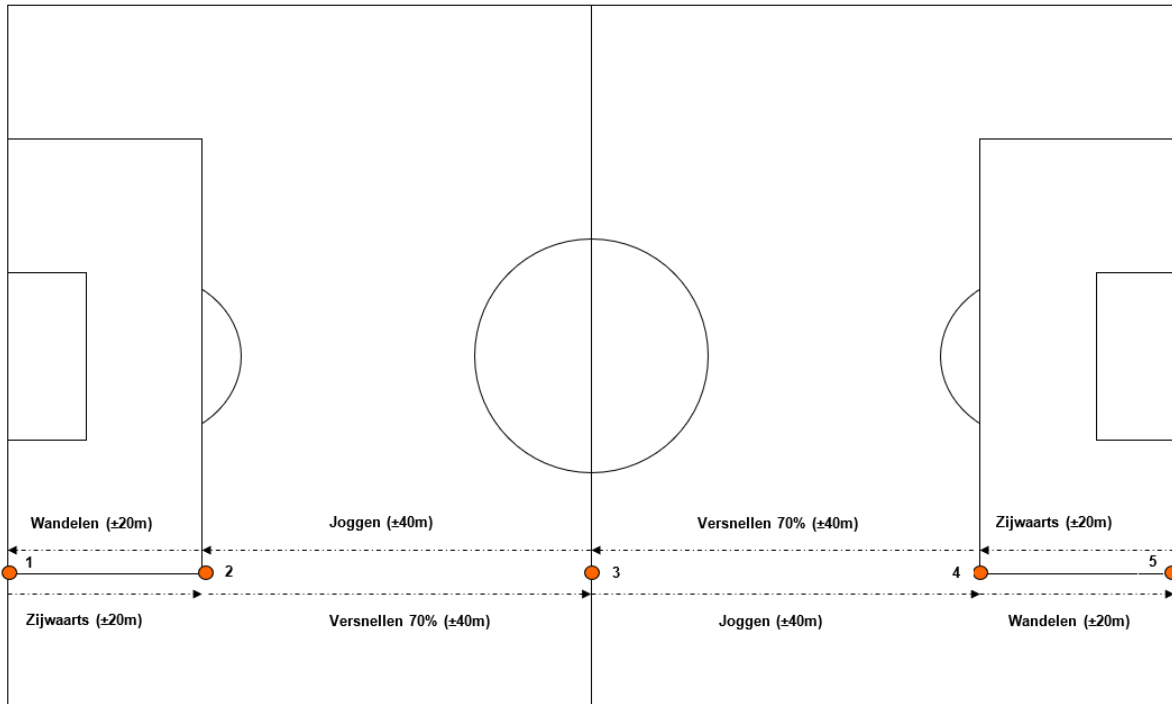 Wandelen (±20m)
Joggen (±40m)
Versnellen 70% (±40m)
Zijwaarts (±20m)
1
2
3
4
5
Zijwaarts (±20m)
Versnellen 70% (±40m)
Joggen (±40m)
Wandelen (±20m)